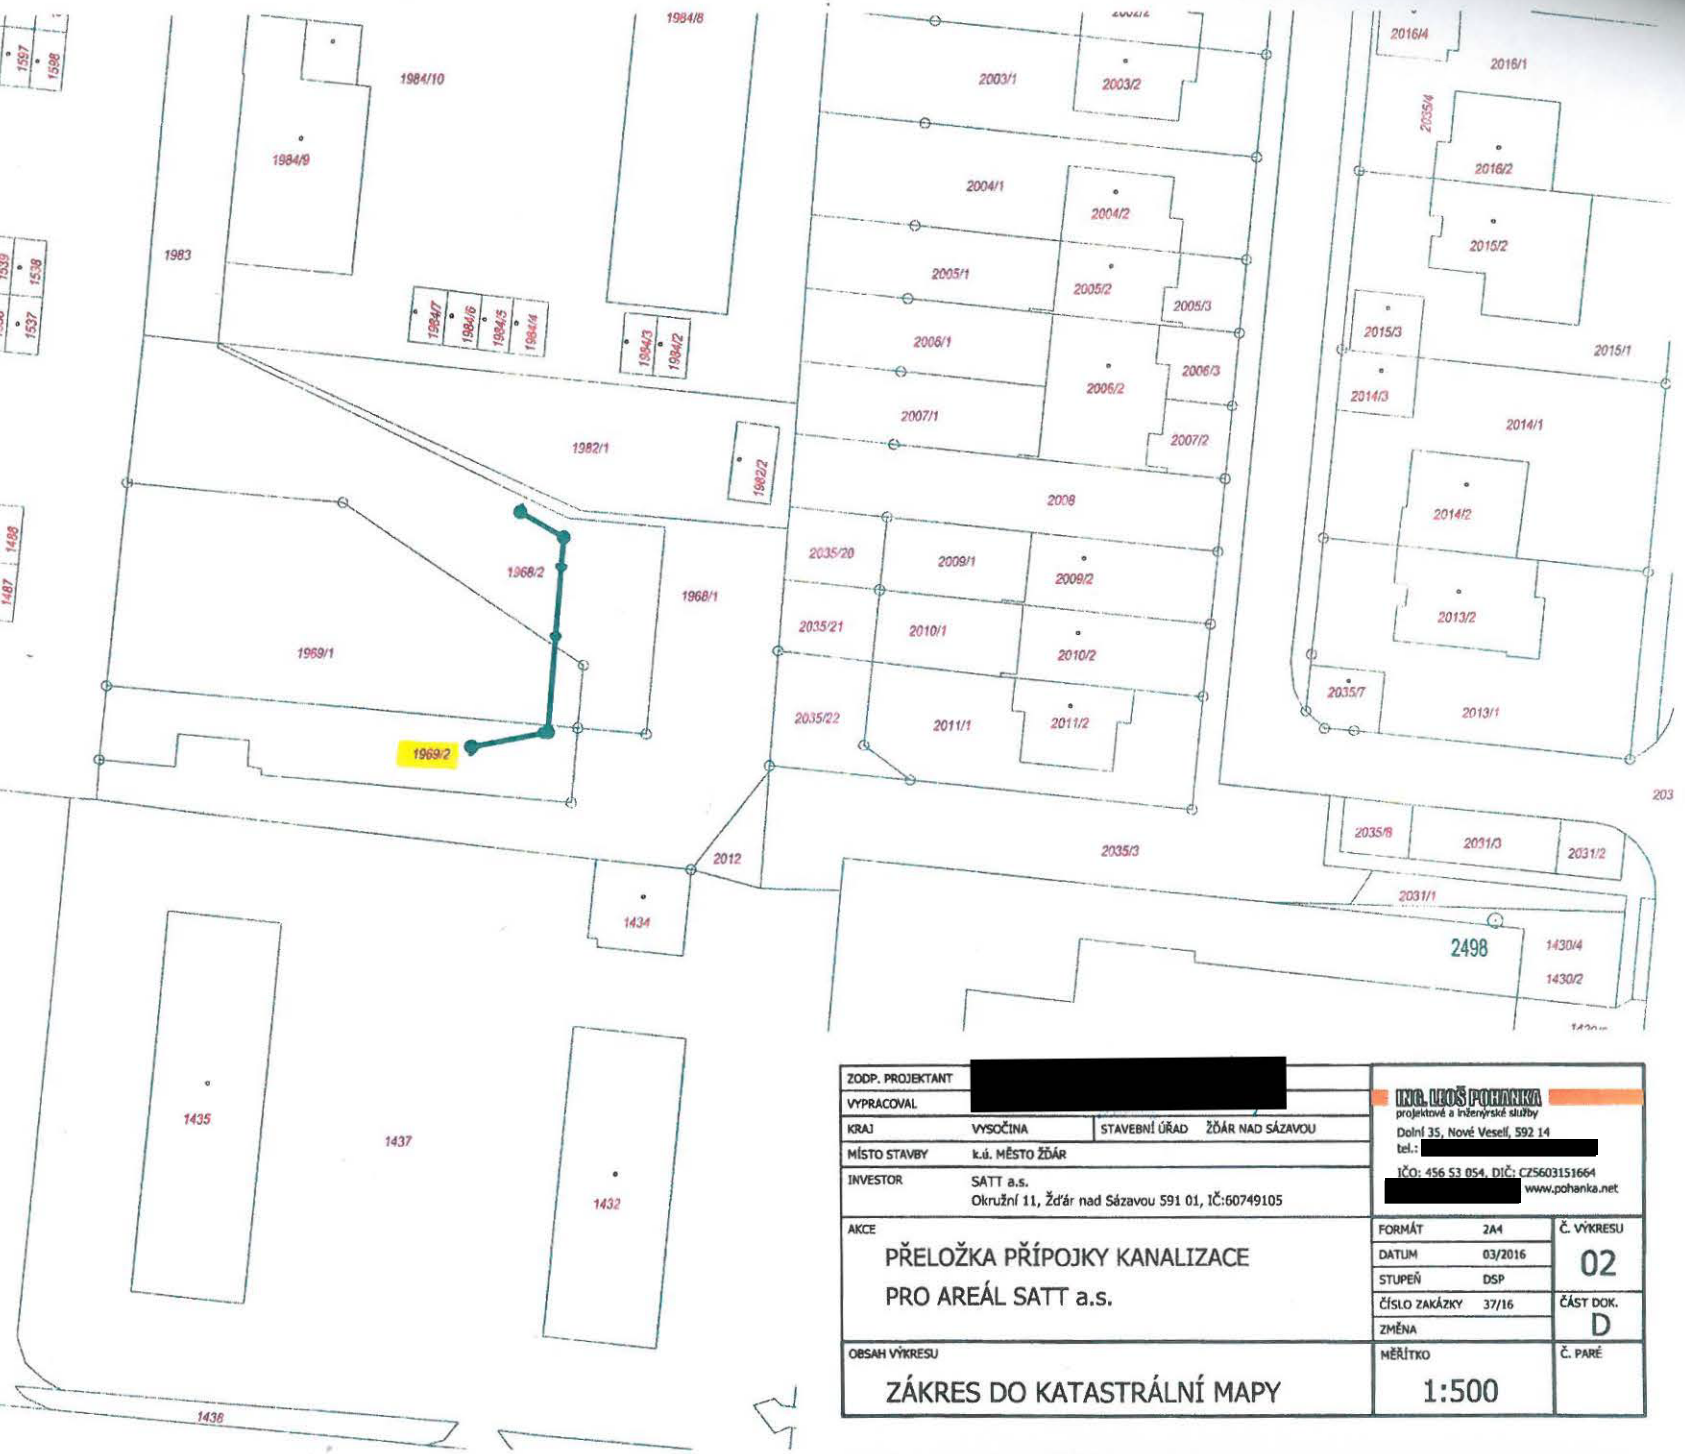 1984/8
2002/2
2016/4
1597
1598
1984/10
2003/1
2003/2
2016/1
2035/4
1984/9
2016/2
2004/1
2004/2
1983
2015/2
1539
1538
2005/1
2005/2
2005/3
1537
1984/7
1984/6
1984/5
1984/4
1984/3
1984/2
2006/1
2015/3
2015/1
2006/2
2006/3
2014/3
2007/1
2014/1
2007/2
1982/1
1982/2
2008
2014/2
1488
2035/20
2009/1
2009/2
1968/2
1487
1968/1
2013/2
2035/21
2010/1
2010/2
1969/1
2035/7
2035/22
2011/1
2011/2
2013/1
1969/2
203
2035/8
2031/3
2031/2
2012
2035/3
2031/1
1434
2498
1430/4
1430/2
1435
1437
1432
1438
ZODP. PROJEKTANT
VYPRACOVAL
KRAJ VYSOČINA STAVEBNÍ ÚŘAD ŽĎÁR NAD SÁZAVOU
MÍSTO STAVBY k.ú. MĚSTO ŽĎÁR
INVESTOR SATT a.s.
Okružní 11, Žďár nad Sázavou 591 01, IČ:60749105
ING. LEOŠ POHANKA
projektové a inženýrské služby
Dolní 35, Nové Veselí, 592 14
tel.:
IČO: 456 53 054, DIČ: CZ5603151664
www.pohanka.net
AKCE
PŘELOŽKA PŘÍPOJKY KANALIZACE
PRO AREÁL SATT a.s.
FORMÁT 2A4
DATUM 03/2016
STUPEŇ DSP
ČÍSLO ZAKÁZKY 37/16
ZMĚNA
Č. VÝKRESU
02
ČÁST DOK.
D
OBSAH VÝKRESU
ZÁKRES DO KATASTRÁLNÍ MAPY
MĚŘÍTKO
1:500
Č. PARÉ